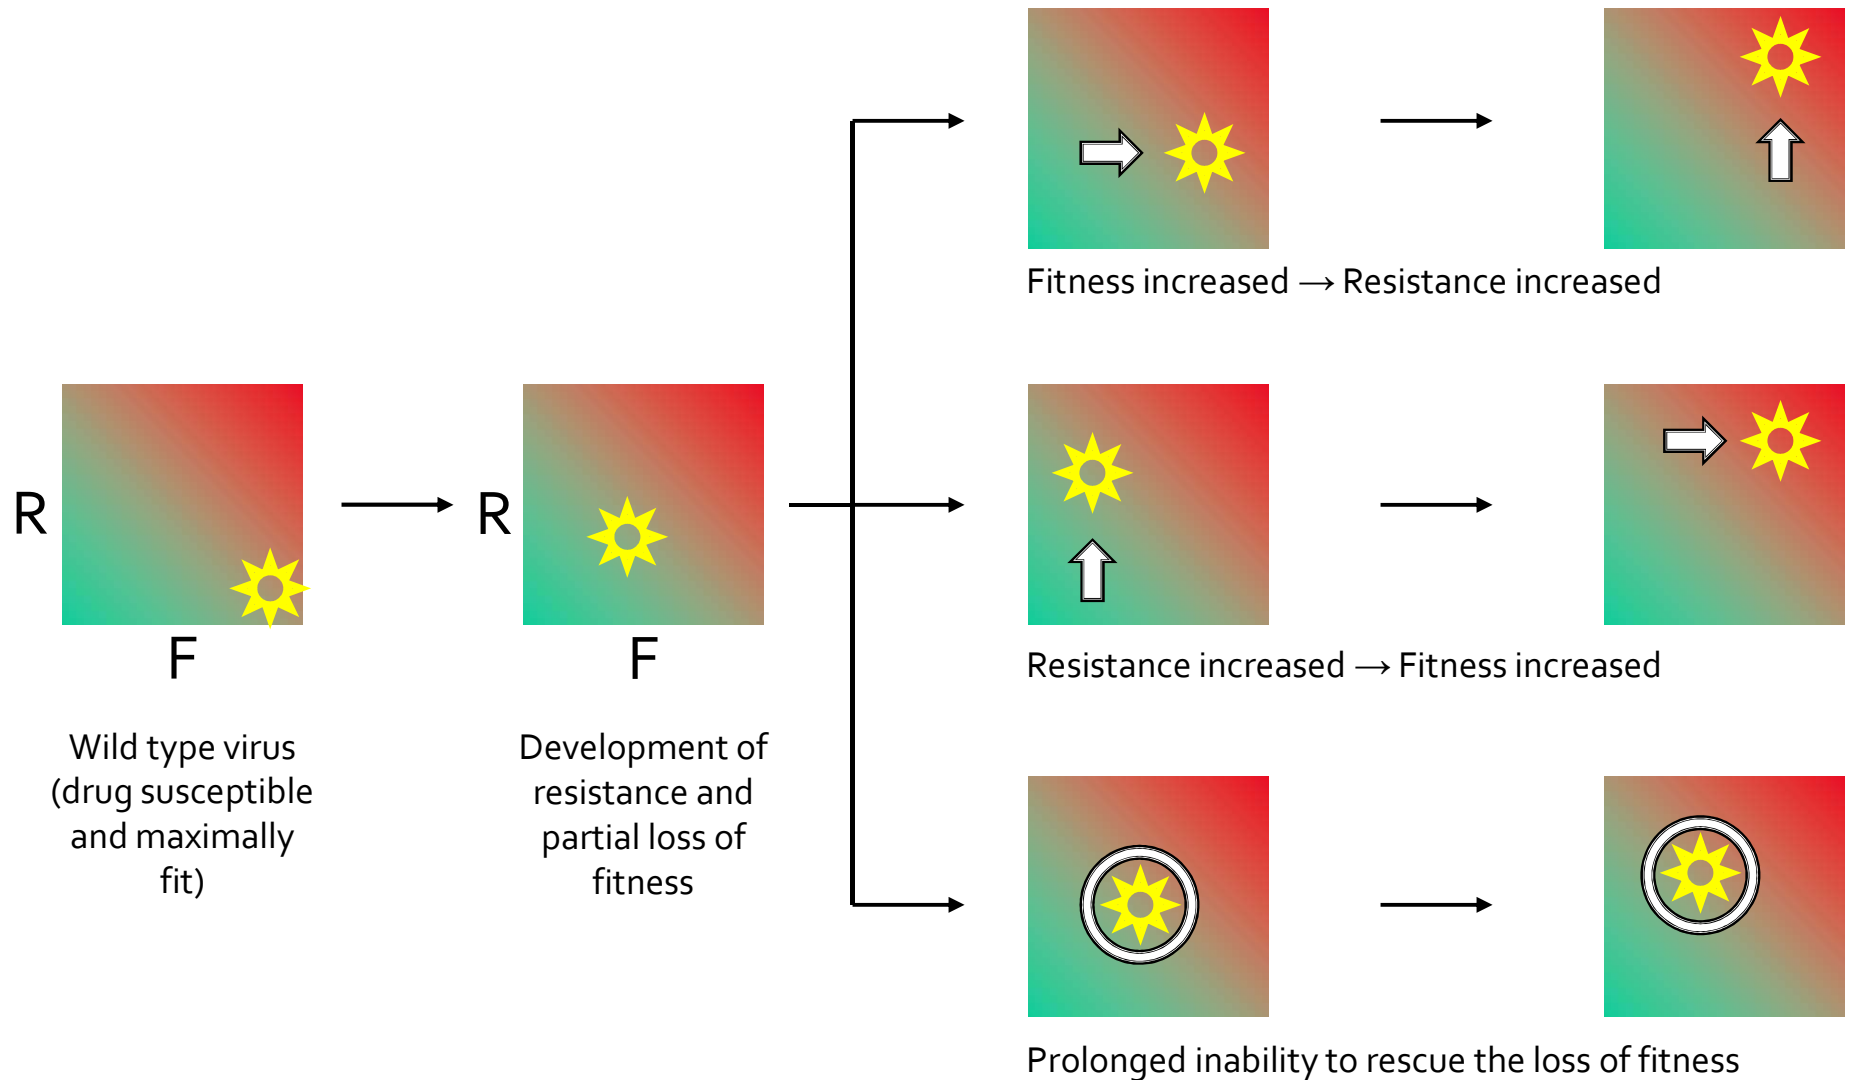 Fitness increased → Resistance increased
R
F
R
F
Resistance increased → Fitness increased
Wild type virus
(drug susceptible
and maximally
fit)
Development of
resistance and
partial loss of
fitness
Prolonged inability to rescue the loss of fitness